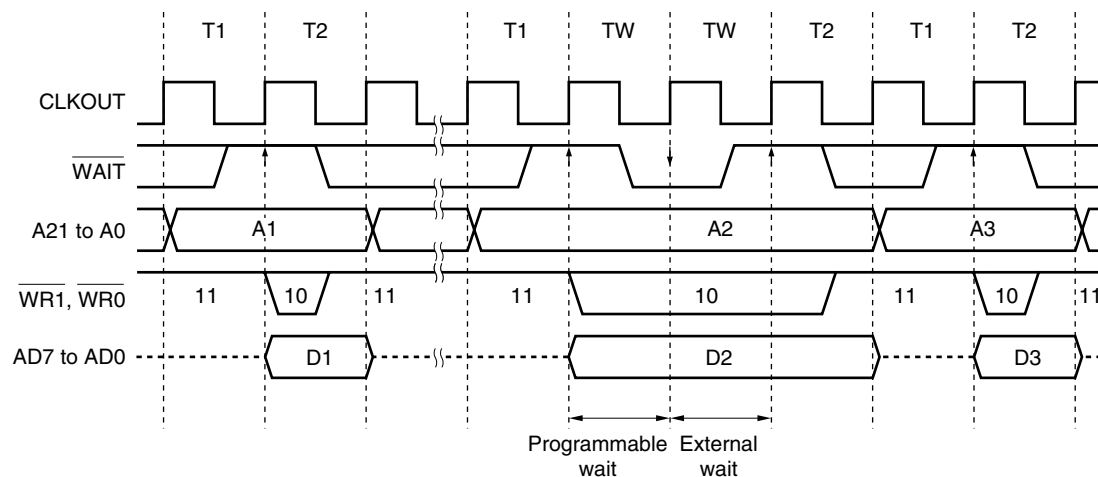 T1 T2 T1 TW TW T2 T1 T2
CLKOUT
WAIT
A21 to A0 A1 A2 A3
WR1, WR0 11 10 11 11 10 11 10 11
AD7 to AD0 D1 D2 D3
Programmable wait
External wait